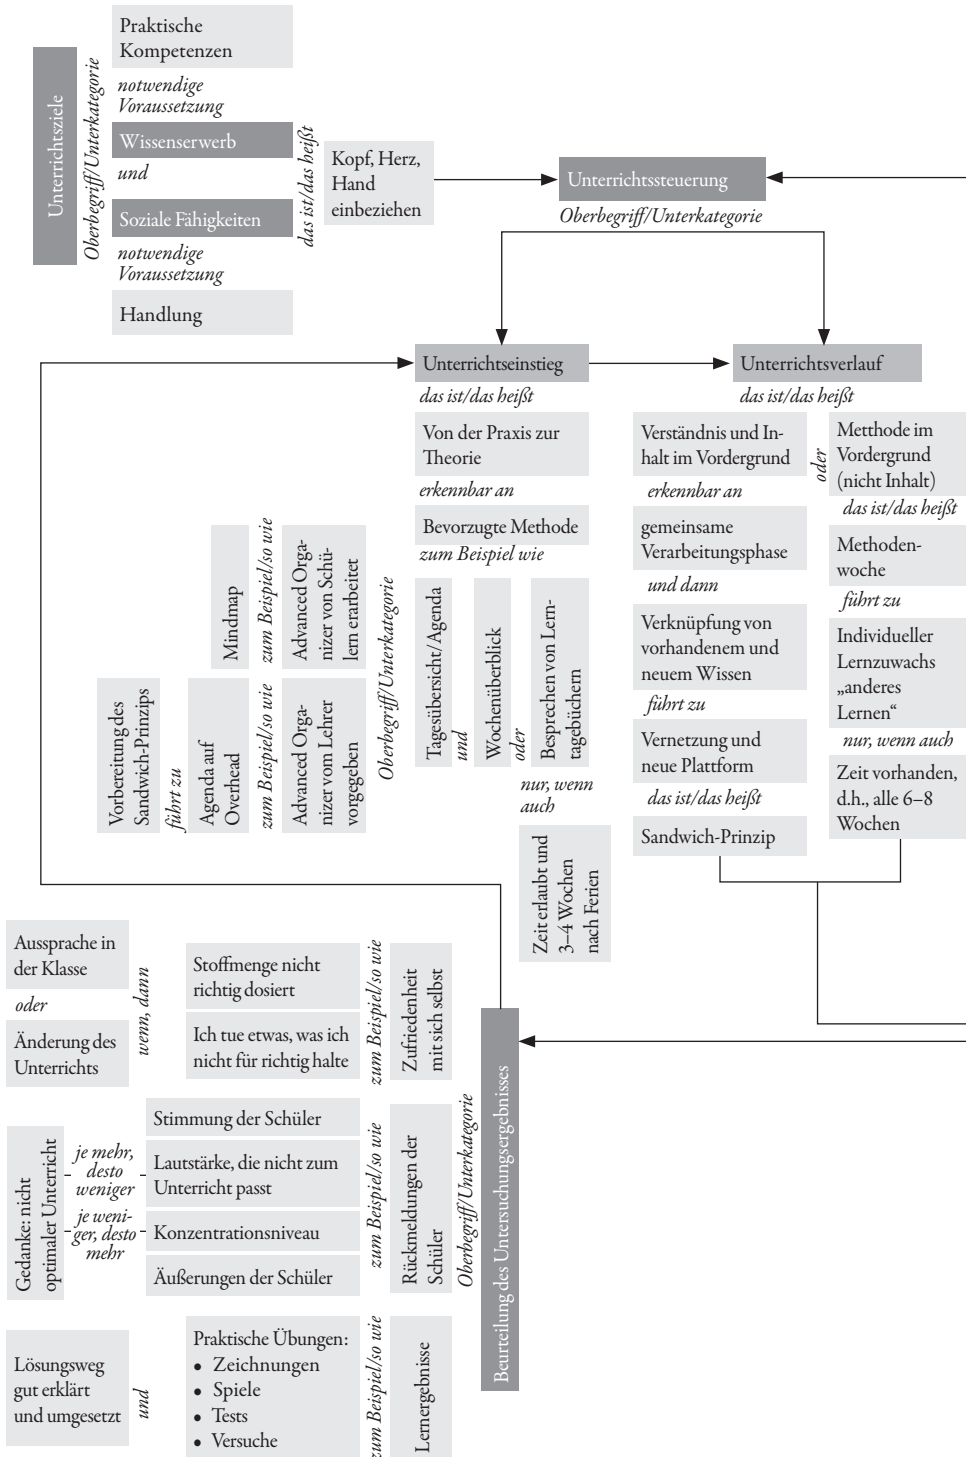 Praktische
Kompetenzen
notwendige
Voraussetzung
Unterrichtsziele
Oberbegriff/Unterkategorie
Wissenserwerb
und
Soziale Fähigkeiten
notwendige
Voraussetzung
Handlung
das ist/das heißt
Kopf, Herz,
Hand
einbeziehen
Unterrichtssteuerung
Oberbegriff/Unterkategorie
Unterrichtseinstieg
das ist/das heißt
Von der Praxis zur
Theorie
erkennbar an
Bevorzugte Methode
zum Beispiel wie
Tagesübersicht/Agenda
und
Wochenüberblick
oder
Besprechen von Lern-
tagebüchern
nur, wenn
auch
Zeit erlaubt und
3–4 Wochen
nach Ferien
Oberbegriff/Unterkategorie
Mindmap
zum Beispiel/so wie
Advanced Orga-
nizer von Schü-
lern erarbeitet
Vorbereitung des
Sandwich-Prinzips
führt zu
Agenda auf
Overhead
zum Beispiel/so wie
Advanced Orga-
nizer vom Lehrer
vorgegeben
Unterrichtsverlauf
das ist/das heißt
Verständnis und In-
halt im Vordergrund
erkennbar an
gemeinsame
Verarbeitungsphase
und dann
Verknüpfung von
vorhandenem und
neuem Wissen
führt zu
Vernetzung und
neue Plattform
das ist/das heißt
Sandwich-Prinzip
oder
Metthode im
Vordergrund
(nicht Inhalt)
das ist/das heißt
Methoden-
woche
führt zu
Individueller
Lernzuwachs
„anderes
Lernen“
nur, wenn auch
Zeit vorhanden,
d.h., alle 6–8
Wochen
Aussprache in
der Klasse
oder
Änderung des
Unterrichts
wenn, dann
Stoffmenge nicht
richtig dosiert
Ich tue etwas, was ich
nicht für richtig halte
zum Beispiel/so wie
Zufriedenheit
mit sich selbst
Gedanke: nicht
optimaler Unterricht
je mehr,
desto
weniger
je weni-
ger, desto
mehr
Stimmung der Schüler
Lautstärke, die nicht zum
Unterricht passt
Konzentrationsniveau
Äußerungen der Schüler
zum Beispiel/so wie
Rückmeldungen der
Schüler
Oberbegriff/Unterkategorie
Beurteilung des Untersuchungsergebnisses
Lösungsweg
gut erklärt
und umgesetzt
und
Praktische Übungen:
• Zeichnungen
• Spiele
• Tests
• Versuche
zum Beispiel/so wie
Lernergebnisse